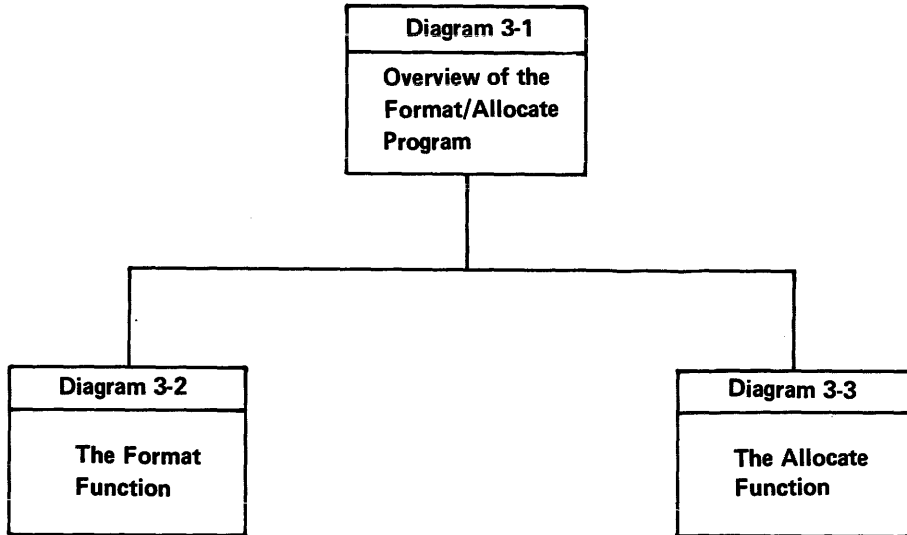 Diagram 3-1
Overview of the
Format/Allocate
Program
Diagram 3-2
The Format
Function
Diagram 3-3
The Allocate
Function